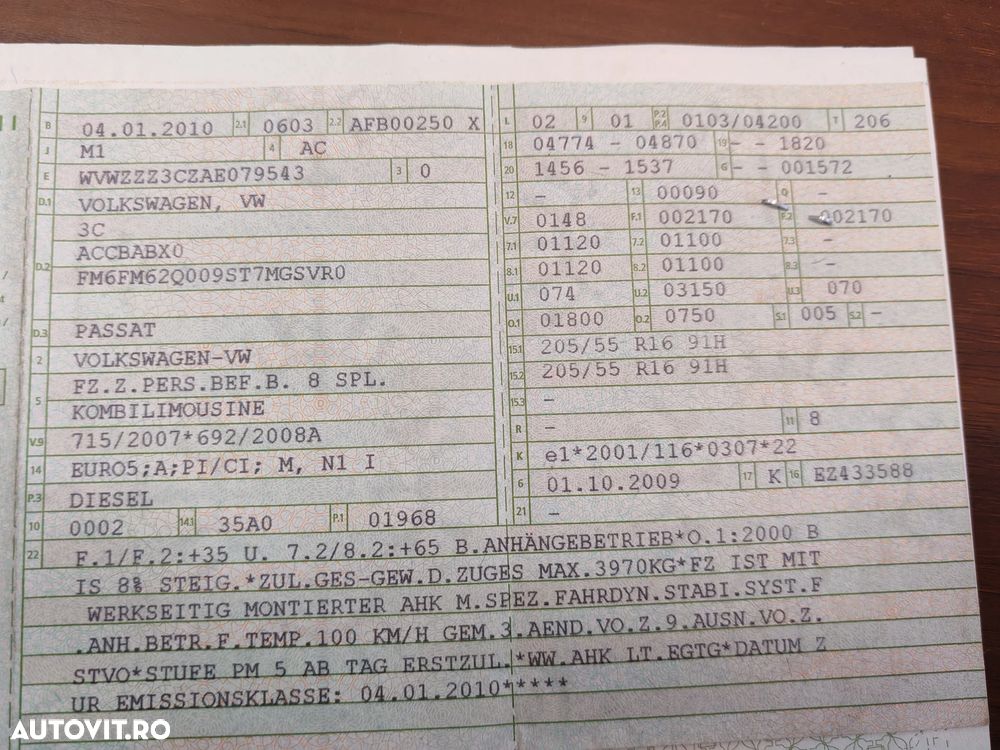 B 04.01.2010 2.1 0603 2.2 AFB00250 X
J M1 4 AC
E WVWZZZ3CZAE079543 3 0
D.1 VOLKSWAGEN, VW
3C
ACCBABX0
D.2 FM6FM62Q009ST7MGSVR0
D.3 PASSAT
2 VOLKSWAGEN-VW
5 FZ.Z.PERS.BEF.B. 8 SPL.
KOMBILIMOUSINE
V.9 715/2007*692/2008A
14 EURO5;A;PI/CI; M, N1 I
P.3 DIESEL
10 0002 14.1 35A0 P.1 01968
L 02 9 01 P.2 P.4 0103/04200 T 206
18 04774 - 04870 19 - - 1820
20 1456 - 1537 G - - 001572
12 - 13 00090 Q -
V.7 0148 F.1 002170 F.2 002170
7.1 01120 7.2 01100 7.3 -
8.1 01120 8.2 01100 8.3 -
U.1 074 U.2 03150 U.3 070
O.1 01800 O.2 0750 S.1 005 S.2 -
15.1 205/55 R16 91H
15.2 205/55 R16 91H
15.3 -
R - 11 8
K e1*2001/116*0307*22
6 01.10.2009 17 K 16 EZ433588
21 -
22 F.1/F.2:+35 U. 7.2/8.2:+65 B.ANHÄNGEBETRIEB*O.1:2000 B
IS 8% STEIG.*ZUL.GES-GEW.D.ZUGES MAX.3970KG*FZ IST MIT
WERKSEITIG MONTIERTER AHK M.SPEZ.FAHRDYN.STABI.SYST.F
.ANH.BETR.F.TEMP.100 KM/H GEM.3.AEND.VO.Z.9.AUSN.VO.Z.
STVO*STUFE PM 5 AB TAG ERSTZUL.*WW.AHK LT.EGTG*DATUM Z
UR EMISSIONSKLASSE: 04.01.2010*****
AUTOVIT.RO